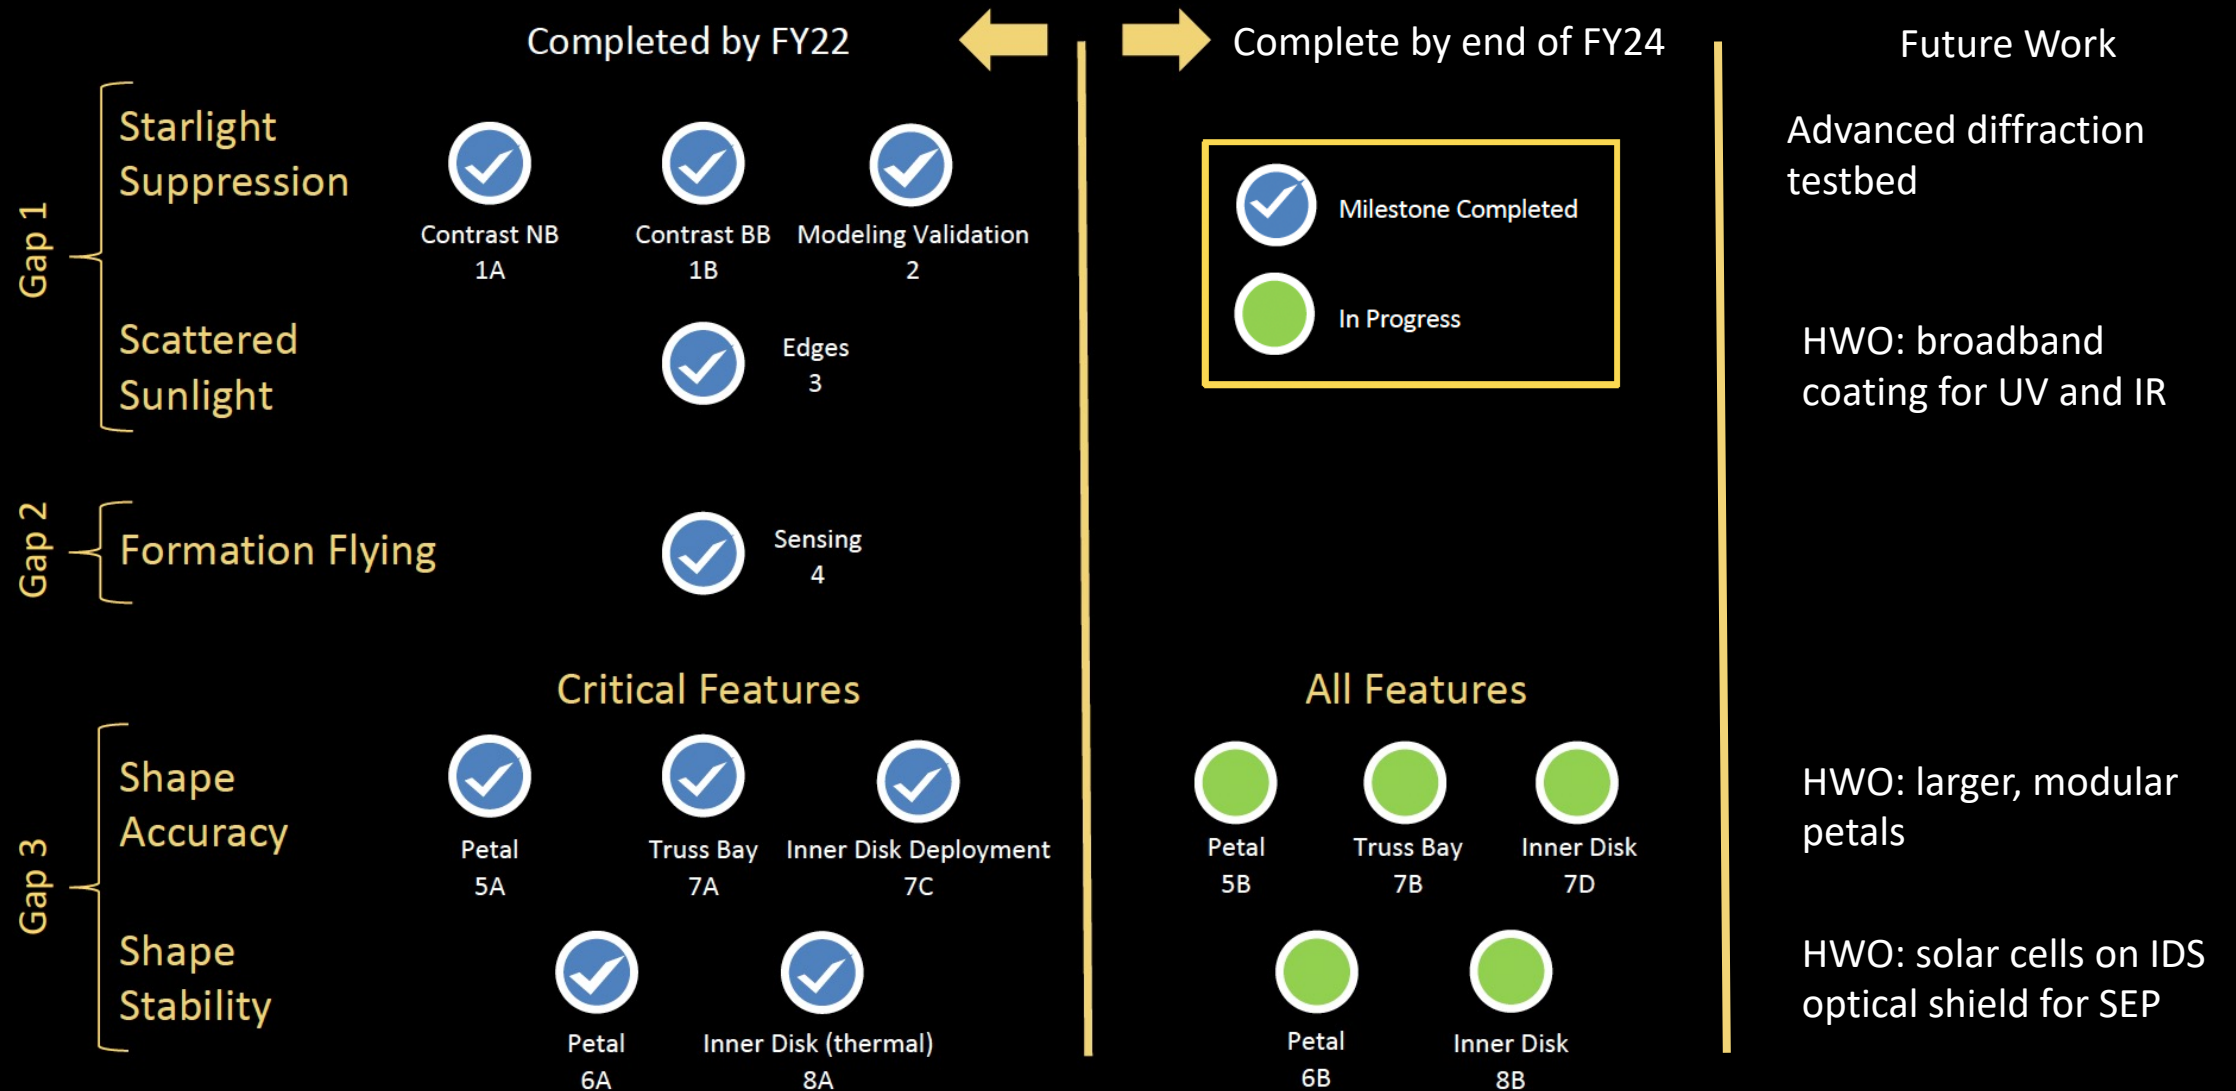 Completed by FY22
Complete by end of FY24
Future Work
Gap 1
Starlight
Suppression
Contrast NB
1A
Contrast BB
1B
Modeling Validation
2
Milestone Completed
In Progress
Advanced diffraction
testbed
Scattered
Sunlight
Edges
3
HWO: broadband
coating for UV and IR
Gap 2
Formation Flying
Sensing
4
Critical Features
All Features
Gap 3
Shape
Accuracy
Petal
5A
Truss Bay
7A
Inner Disk Deployment
7C
Petal
5B
Truss Bay
7B
Inner Disk
7D
HWO: larger, modular
petals
Shape
Stability
Petal
6A
Inner Disk (thermal)
8A
Petal
6B
Inner Disk
8B
HWO: solar cells on IDS
optical shield for SEP